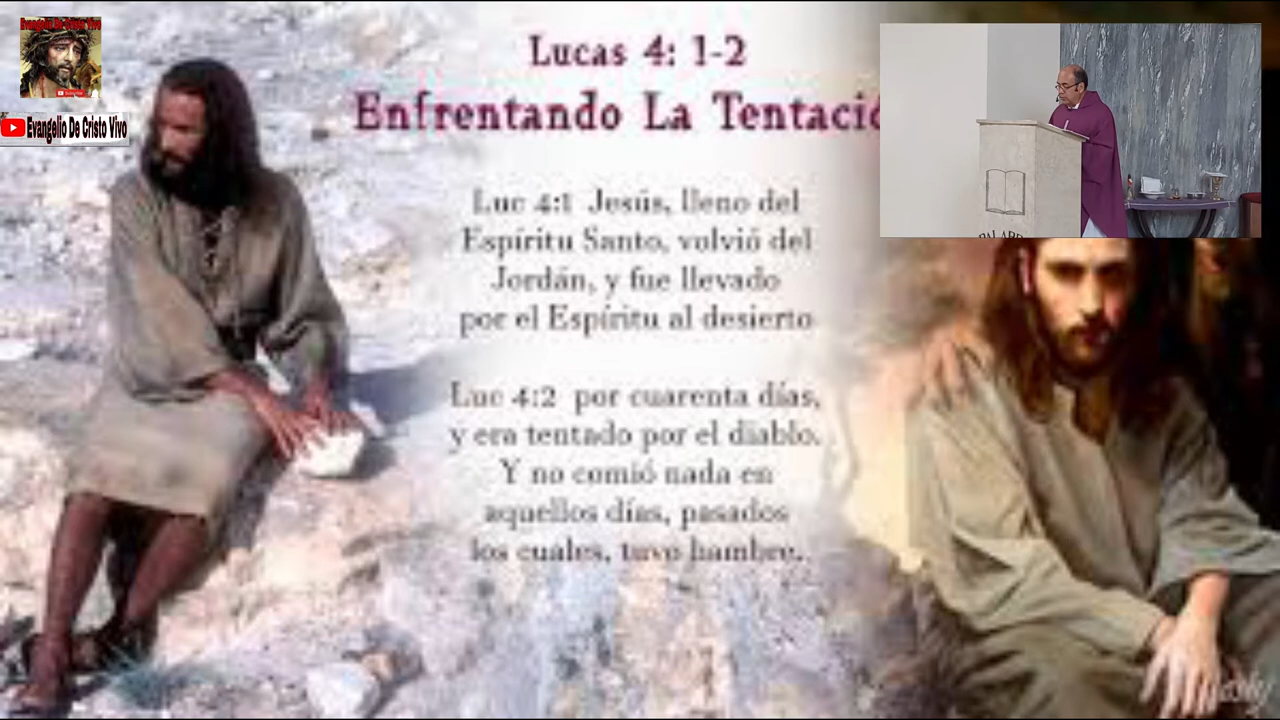 Evangelio De Cristo Vivo
Evangelio De Cristo Vivo
Lucas 4: 1-2
Enfrentando La Tentació
Luc 4:1 Jesús, lleno del
Espíritu Santo, volvió del
Jordán, y fue llevado
por el Espíritu al desierto
Luc 4:2 por cuarenta días,
y era tentado por el diablo.
Y no comió nada en
aquellos días, pasados
los cuales, tuvo hambre.